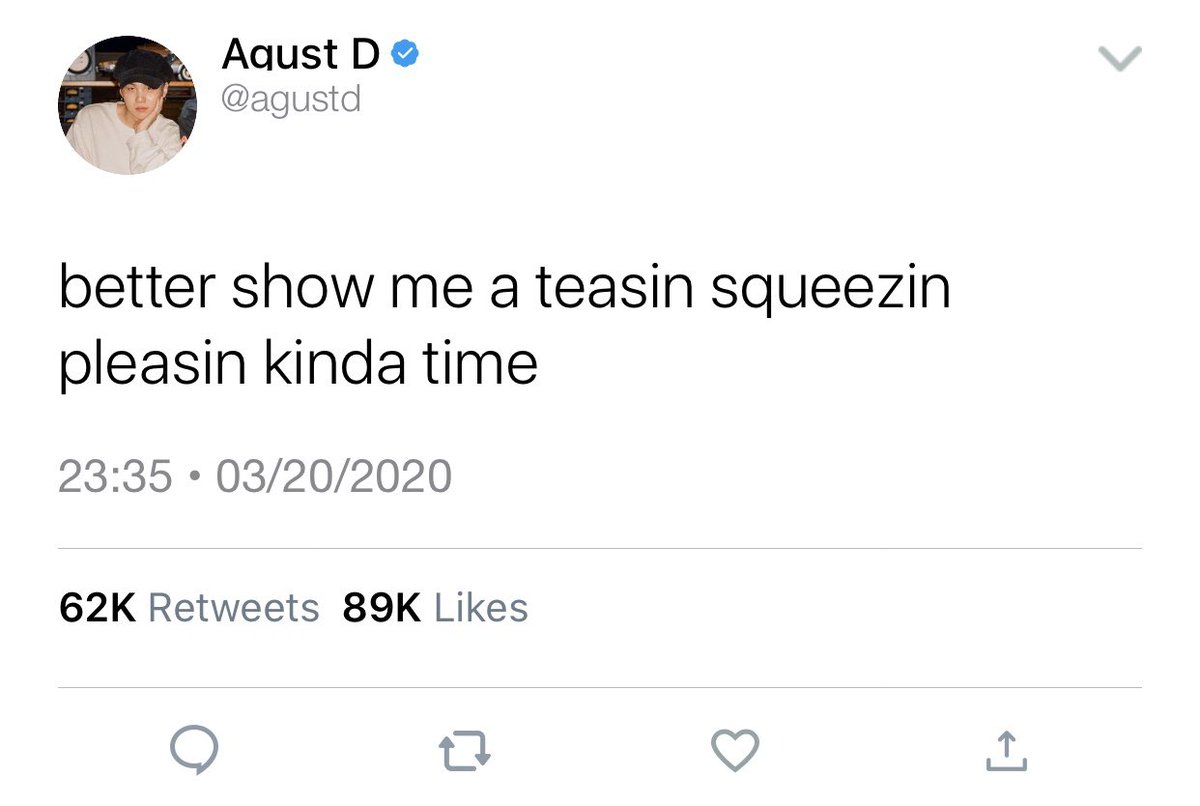 Agust D
@agustd
better show me a teasin squeezin
pleasin kinda time
23:35 • 03/20/2020
62K Retweets 89K Likes